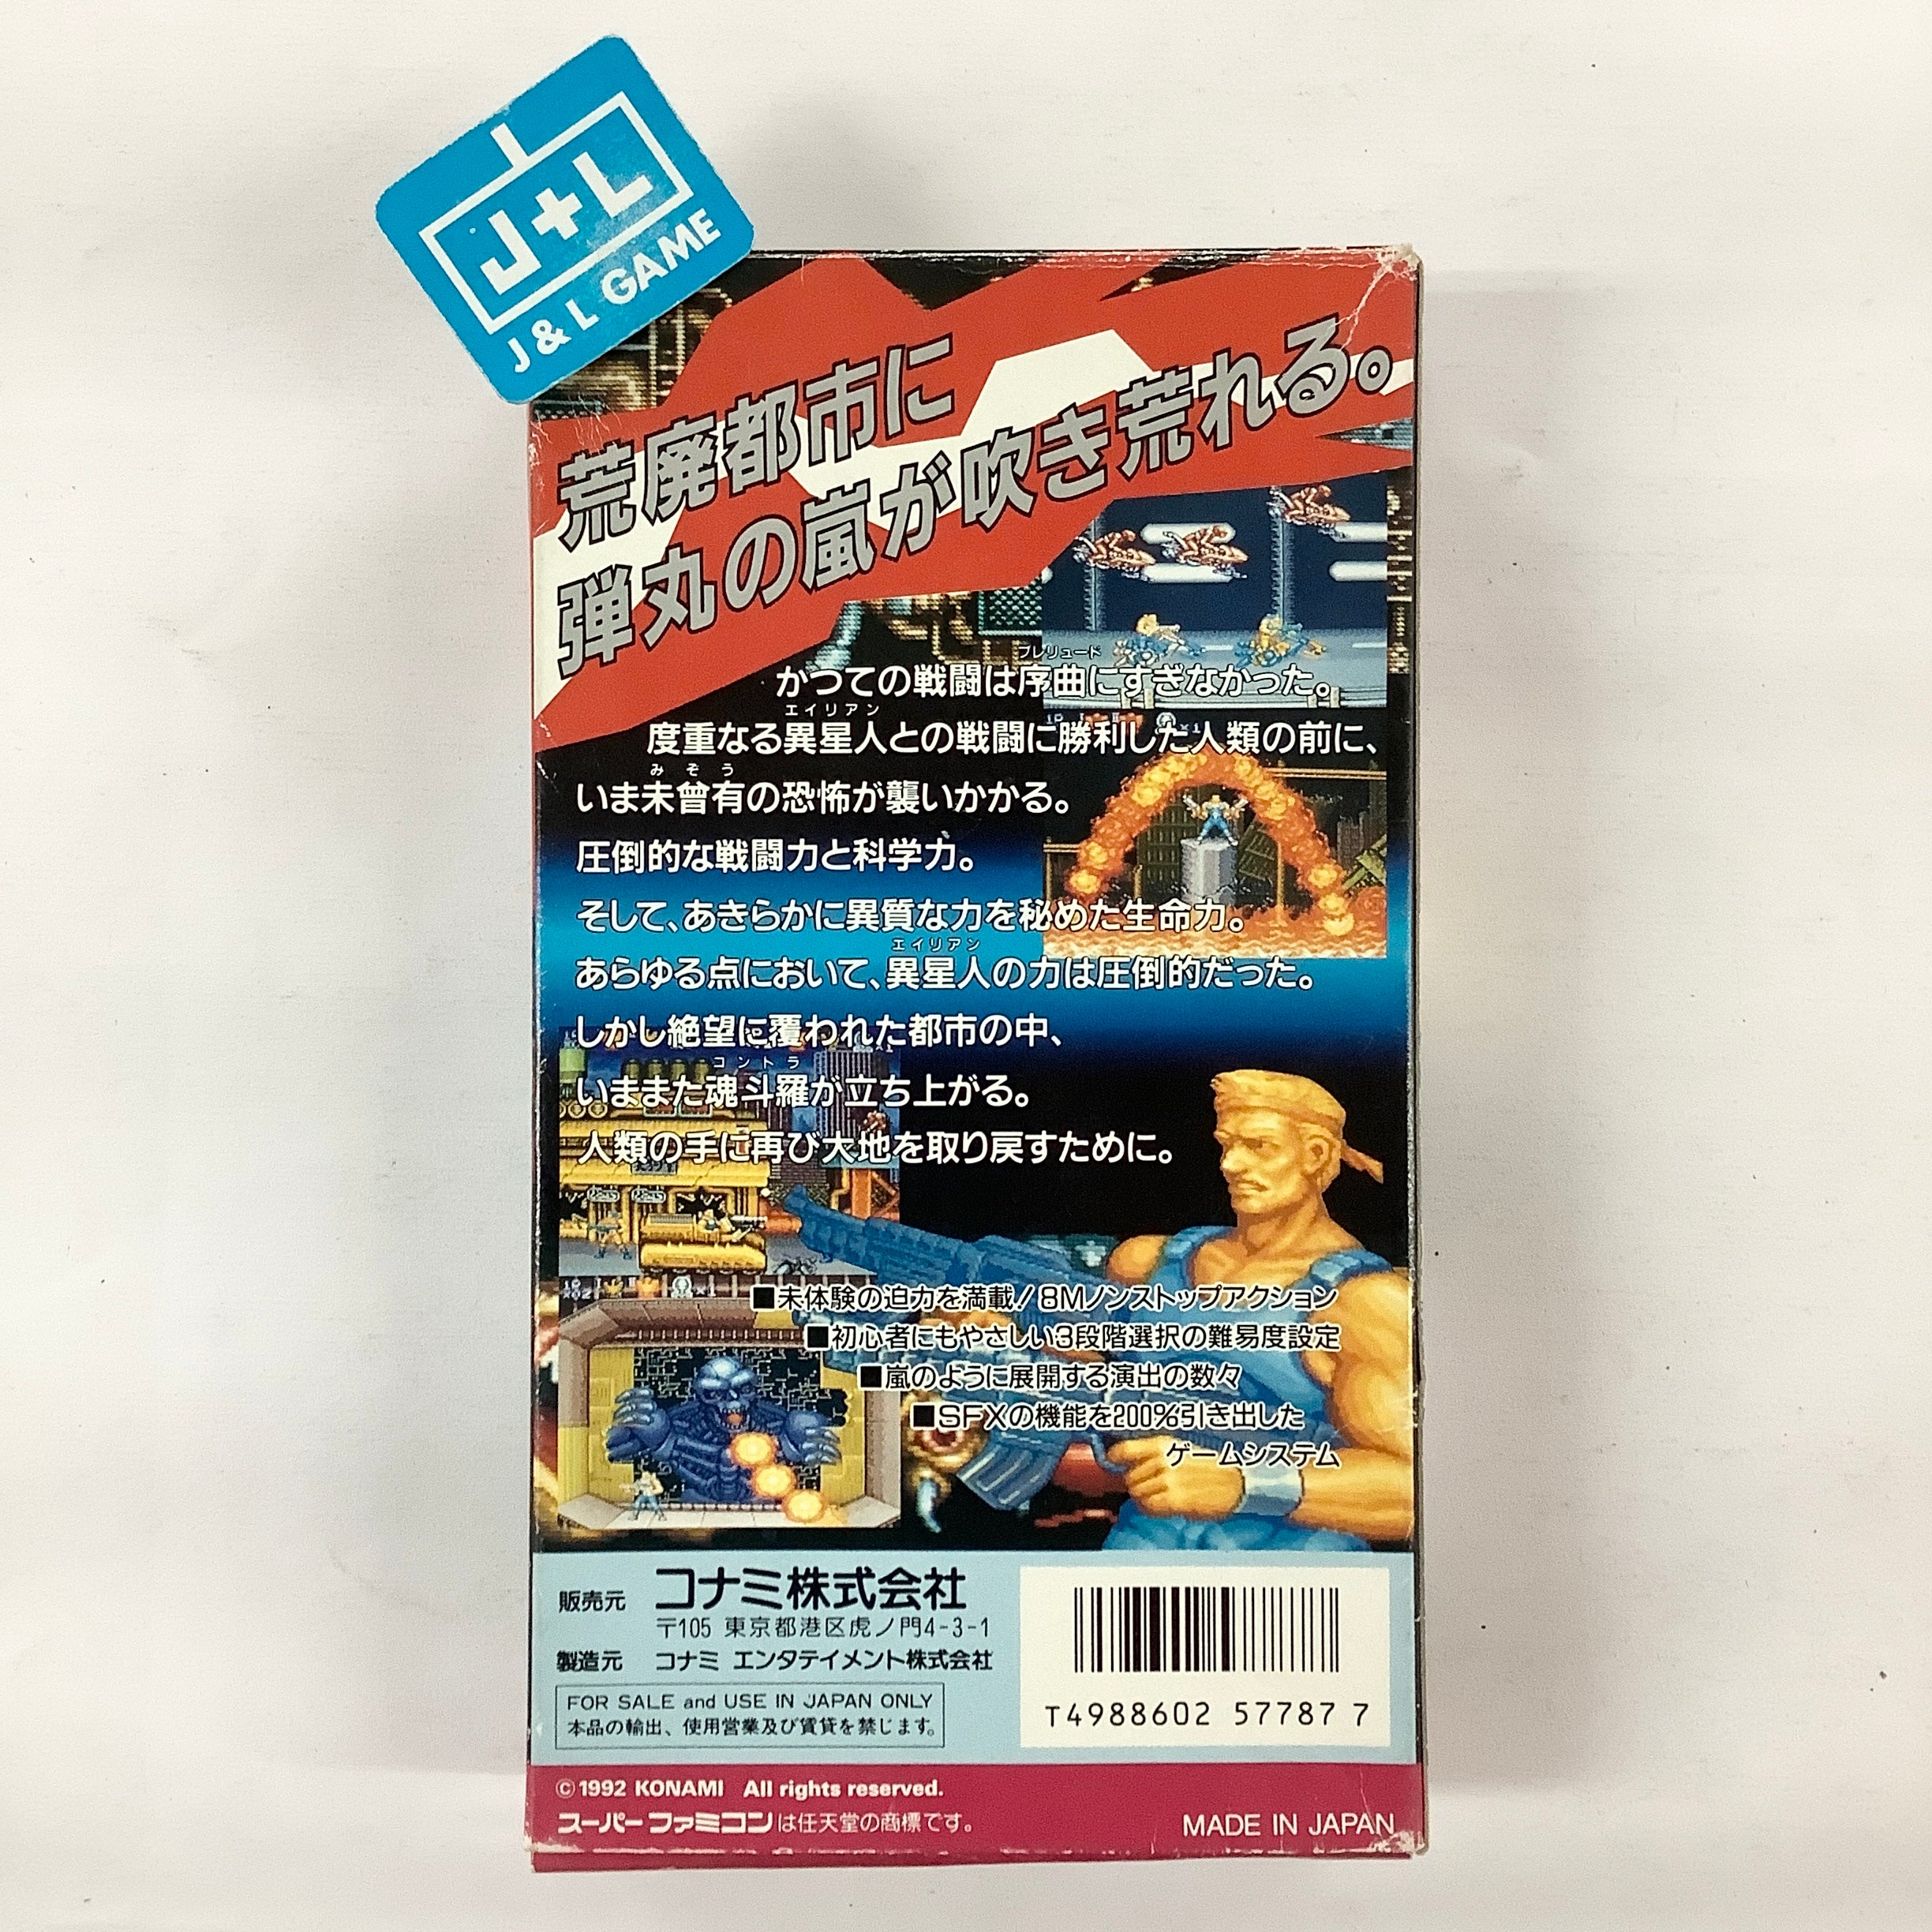 J+L
J & L GAME
荒廃都市に
弾丸の嵐が吹き荒れる。
プレリュード
かつての戦闘は序曲にすぎなかった。
エイリアン
度重なる異星人との戦闘に勝利した人類の前に、
みぞう
いま未曾有の恐怖が襲いかかる。
圧倒的な戦闘力と科学力。
そして、あきらかに異質な力を秘めた生命力。
エイリアン
あらゆる点において、異星人の力は圧倒的だった。
しかし絶望に覆われた都市の中、
コントラ
いままた魂斗羅が立ち上がる。
人類の手に再び大地を取り戻すために。
■未体験の迫力を満載!8Mノンストップアクション
■初心者にもやさしい3段階選択の難易度設定
■嵐のように展開する演出の数々
■SFXの機能を200%引き出した
ゲームシステム
販売元 コナミ株式会社
〒105 東京都港区虎ノ門4-3-1
製造元 コナミ エンタテイメント株式会社
FOR SALE and USE IN JAPAN ONLY
本品の輸出、使用営業及び賃貸を禁じます。
T4988602 57787 7
©1992 KONAMI All rights reserved.
スーパーファミコンは任天堂の商標です。
MADE IN JAPAN